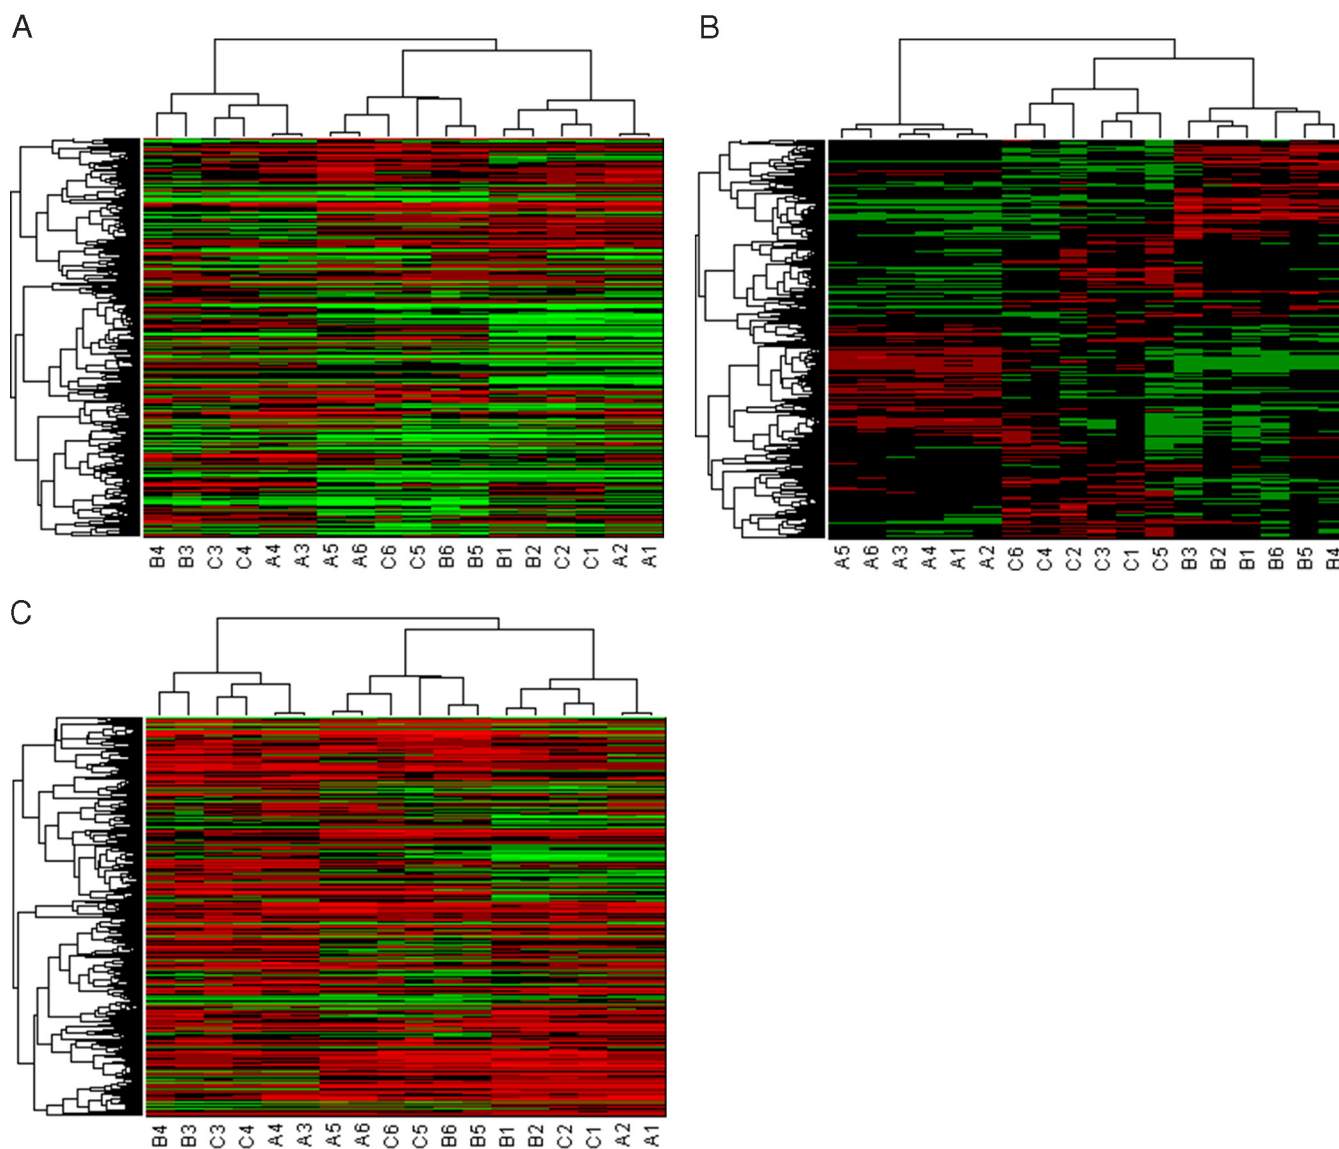 A
B
B4 B3 C3 C4 A4 A3 A5 A6 C6 C5 B6 B5 B1 B2 C2 C1 A2 A1
A5 A6 A3 A4 A1 A2 C6 C4 C2 C3 C1 C5 B3 B2 B1 B6 B5 B4
C
B4 B3 C3 C4 A4 A3 A5 A6 C6 C5 B6 B5 B1 B2 C2 C1 A2 A1